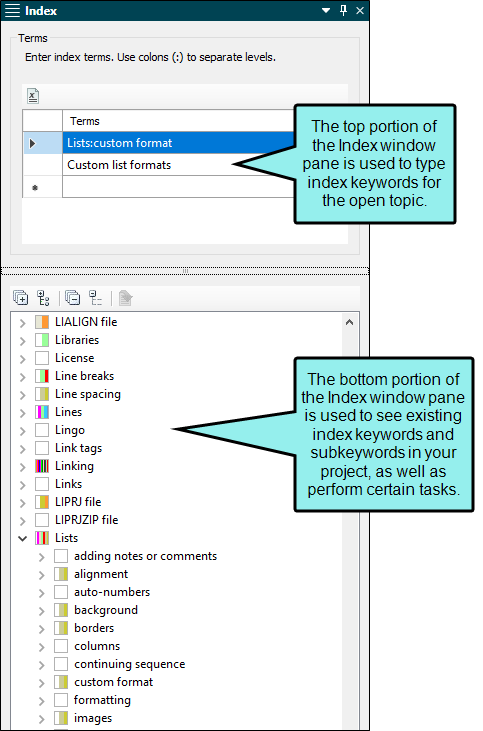 Index
Terms
Enter index terms. Use colons (:) to separate levels.
Terms
Lists:custom format
Custom list formats
The top portion of
the Index window
pane is used to type
index keywords for
the open topic.
LIALIGN file
Libraries
License
Line breaks
Line spacing
Lines
Lingo
Link tags
Linking
Links
LIPRJ file
LIPRJZIP file
Lists
adding notes or comments
alignment
auto-numbers
background
borders
columns
continuing sequence
custom format
formatting
images
The bottom portion of
the Index window pane
is used to see existing
index keywords and
subkeywords in your
project, as well as
perform certain tasks.